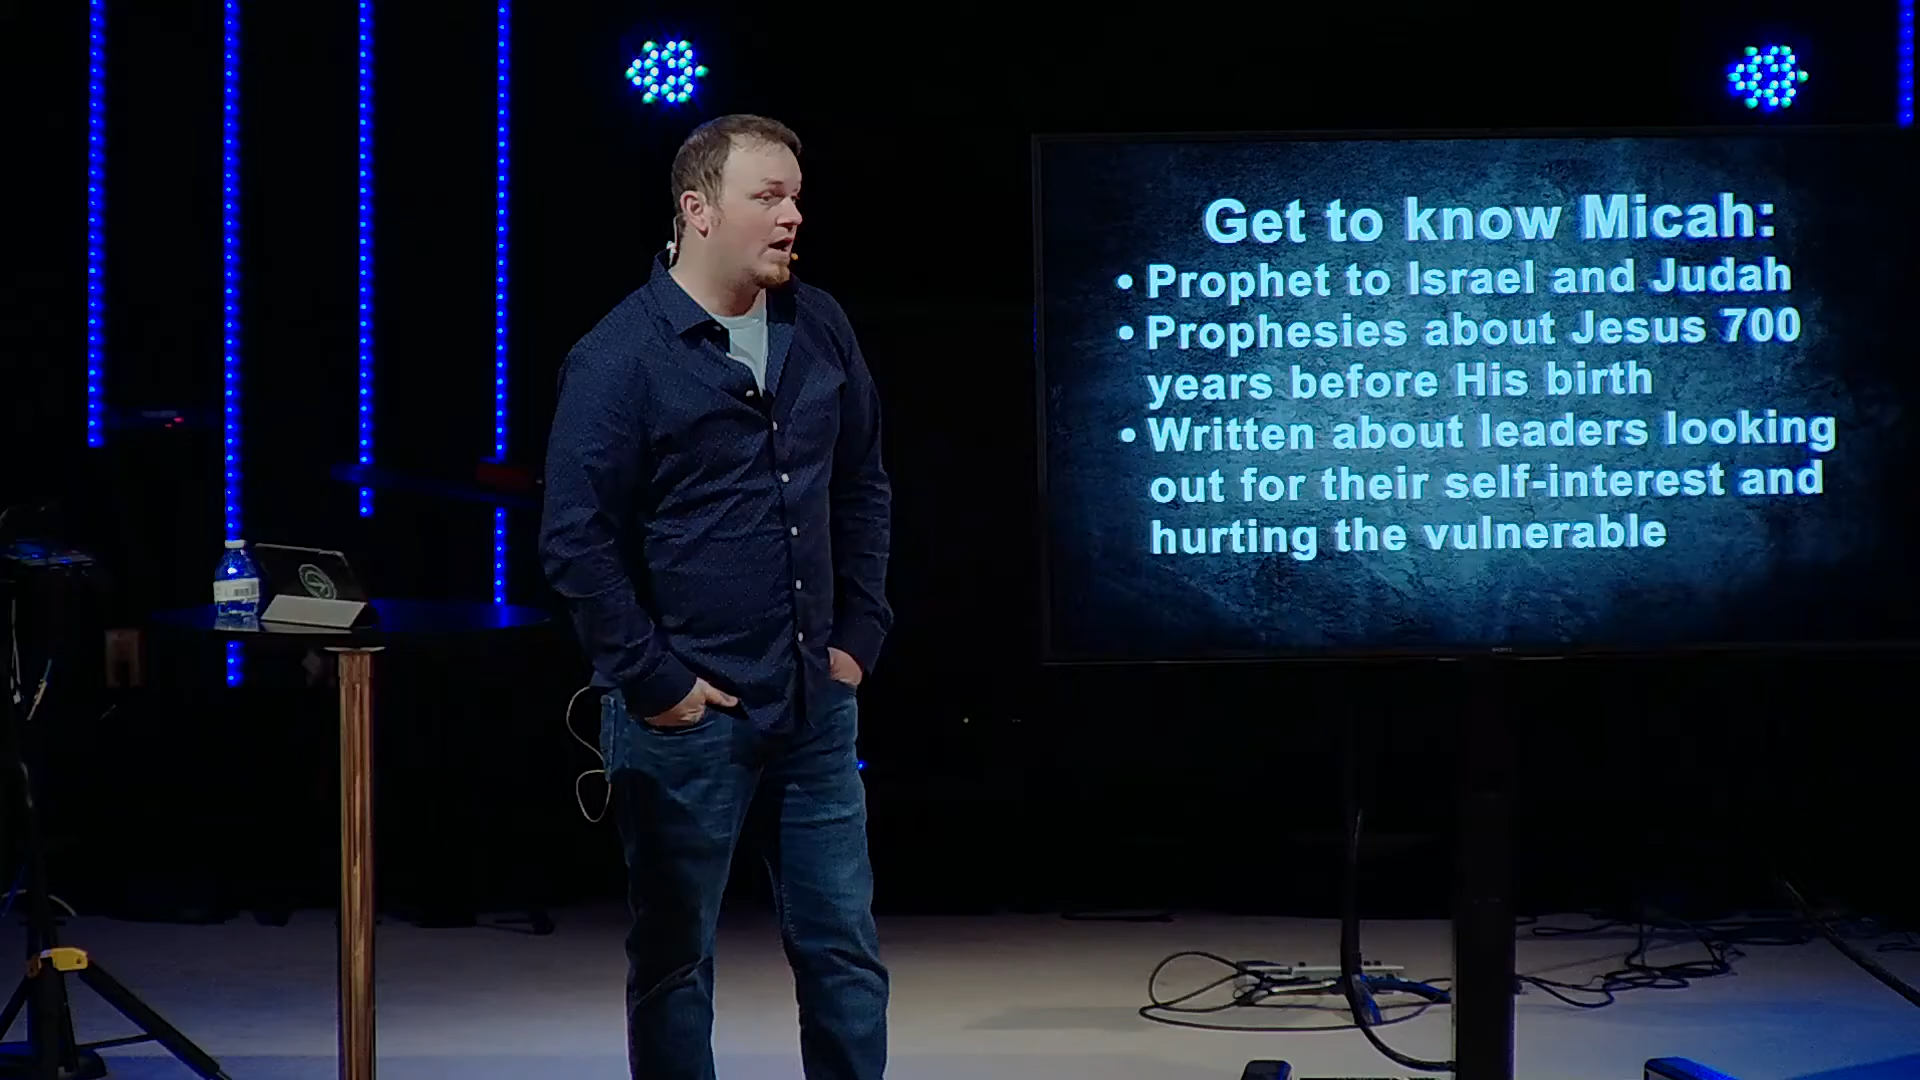 Get to know Micah:
• Prophet to Israel and Judah
• Prophesies about Jesus 700
years before His birth
• Written about leaders looking
out for their self-interest and
hurting the vulnerable
SONY